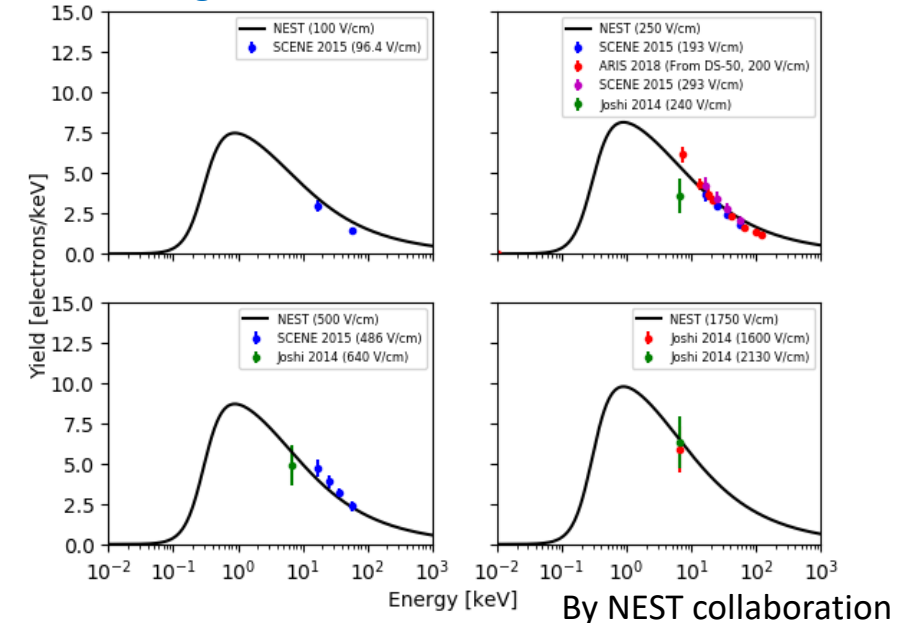 15.0
12.5
10.0
7.5
5.0
2.5
0.0
NEST (100 V/cm)
SCENE 2015 (96.4 V/cm)
NEST (250 V/cm)
SCENE 2015 (193 V/cm)
ARIS 2018 (From DS-50, 200 V/cm)
SCENE 2015 (293 V/cm)
Joshi 2014 (240 V/cm)
Yield [electrons/keV]
15.0
12.5
10.0
7.5
5.0
2.5
0.0
NEST (500 V/cm)
SCENE 2015 (486 V/cm)
Joshi 2014 (640 V/cm)
NEST (1750 V/cm)
Joshi 2014 (1600 V/cm)
Joshi 2014 (2130 V/cm)
10⁻² 10⁻¹ 10⁰ 10¹ 10² 10³
10⁻² 10⁻¹ 10⁰ 10¹ 10² 10³
Energy [keV]
By NEST collaboration